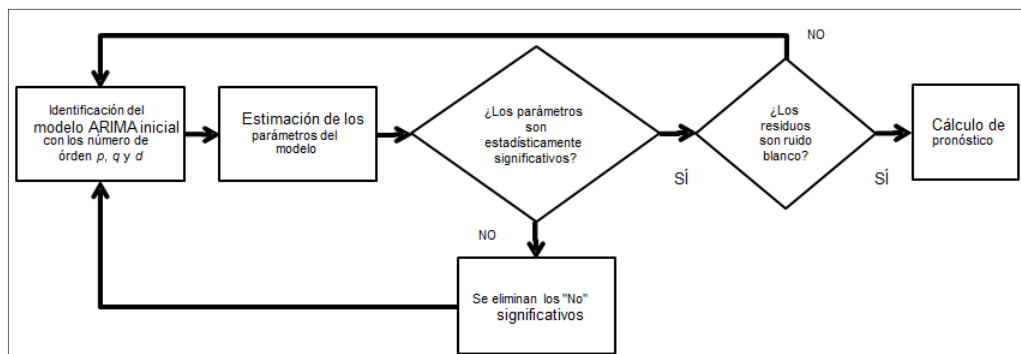 NO
Identificación del
modelo ARIMA inicial
con los número de
órden p, q y d
Estimación de los
parámetros del
modelo
¿Los parámetros
son
estadísticamente
significativos?
SÍ
¿Los
residuos
son ruido
blanco?
SÍ
Cálculo de
pronóstico
NO
Se eliminan los "No"
significativos